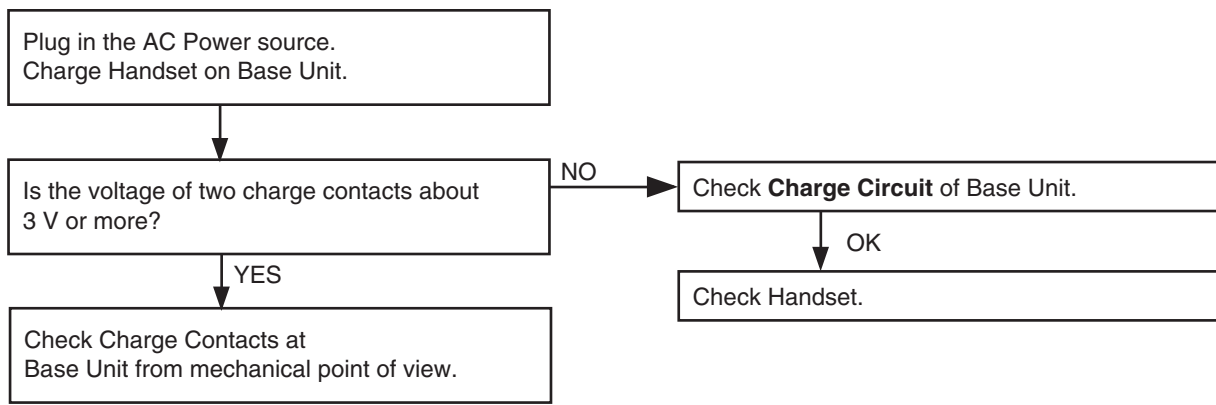 Plug in the AC Power source.
Charge Handset on Base Unit.
Is the voltage of two charge contacts about
3 V or more?
NO
Check Charge Circuit of Base Unit.
OK
Check Handset.
YES
Check Charge Contacts at
Base Unit from mechanical point of view.